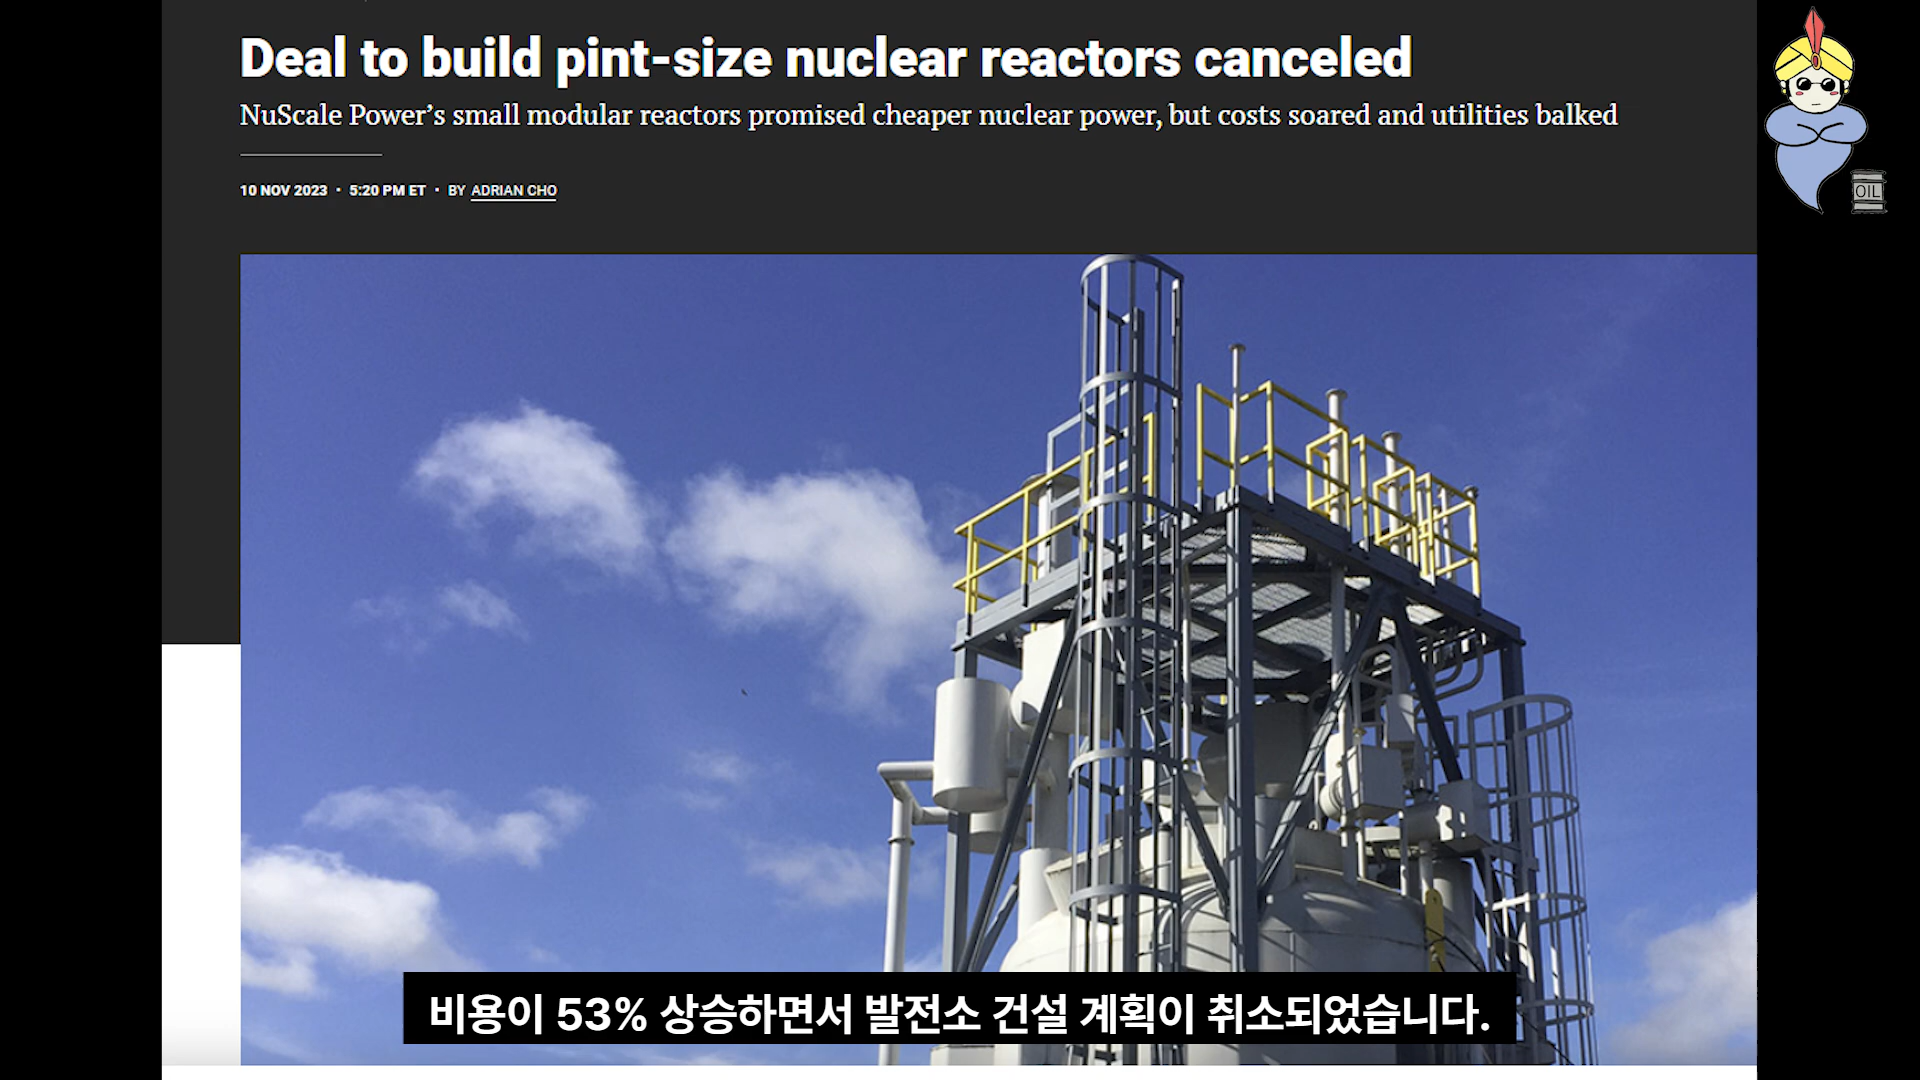 Deal to build pint-size nuclear reactors canceled
NuScale Power’s small modular reactors promised cheaper nuclear power, but costs soared and utilities balked
10 NOV 2023 · 5:20 PM ET · BY ADRIAN CHO
OIL
비용이 53% 상승하면서 발전소 건설 계획이 취소되었습니다.